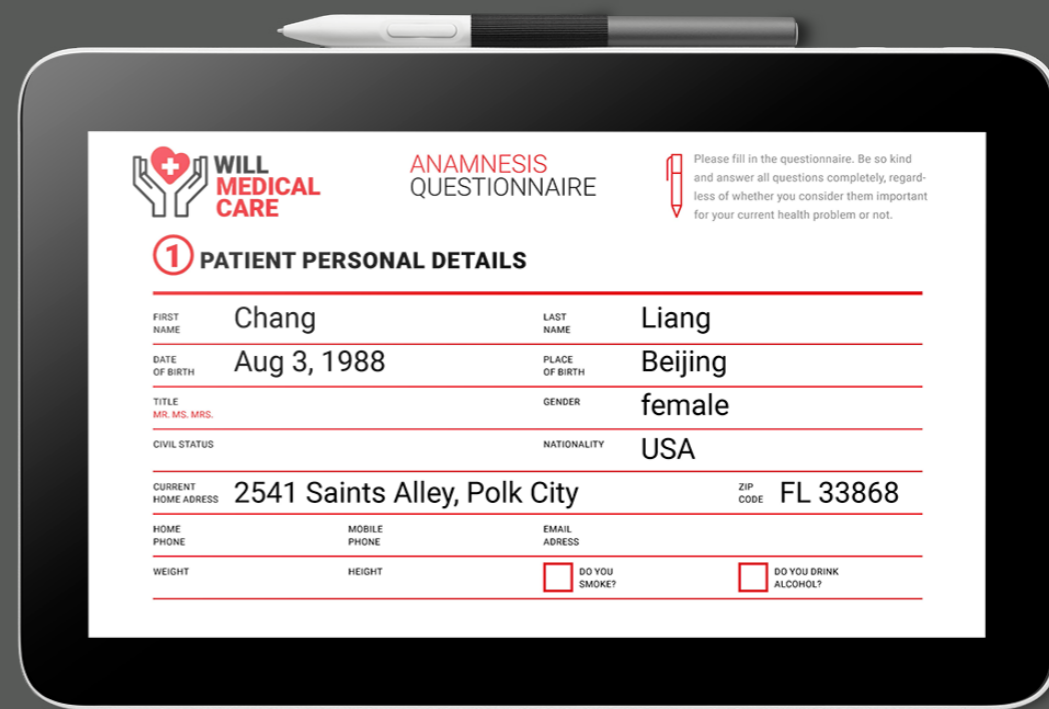 WILL
MEDICAL
CARE
ANAMNESIS
QUESTIONNAIRE
Please fill in the questionnaire. Be so kind
and answer all questions completely, regard-
less of whether you consider them important
for your current health problem or not.
1 PATIENT PERSONAL DETAILS
FIRST
NAME
Chang
LAST
NAME
Liang
DATE
OF BIRTH
Aug 3, 1988
PLACE
OF BIRTH
Beijing
TITLE
MR. MS. MRS.
GENDER
female
CIVIL STATUS
NATIONALITY
USA
CURRENT
HOME ADRESS
2541 Saints Alley, Polk City
ZIP
CODE
FL 33868
HOME
PHONE
MOBILE
PHONE
EMAIL
ADRESS
WEIGHT
HEIGHT
DO YOU
SMOKE?
DO YOU DRINK
ALCOHOL?